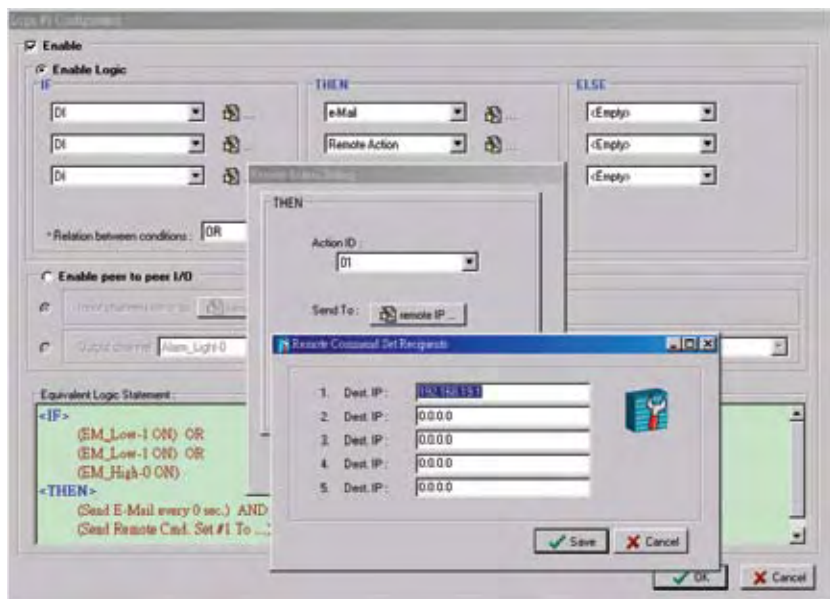 Enable
Enable Logic
IF
THEN
ELSE
DI
e-Mail
<Empty>
DI
Remote Action
<Empty>
DI
<Empty>
* Relation between conditions : OR
Enable peer to peer I/O
Output channel Alarm_Light-0
Equivalent Logic Statement :
<IF>
(EM_Low-1 ON) OR
(EM_Low-1 ON) OR
(EM_High-0 ON)
<THEN>
(Send E-Mail every 0 sec.) AND
(Send Remote Cmd. Set #1 To ...)
THEN
Action ID :
01
Send To : remote IP ...
Remote Command Set Recipients
1. Dest. IP :
2. Dest. IP : 0.0.0.0
3. Dest. IP : 0.0.0.0
4. Dest. IP : 0.0.0.0
5. Dest. IP : 0.0.0.0
Save
Cancel
OK
Cancel